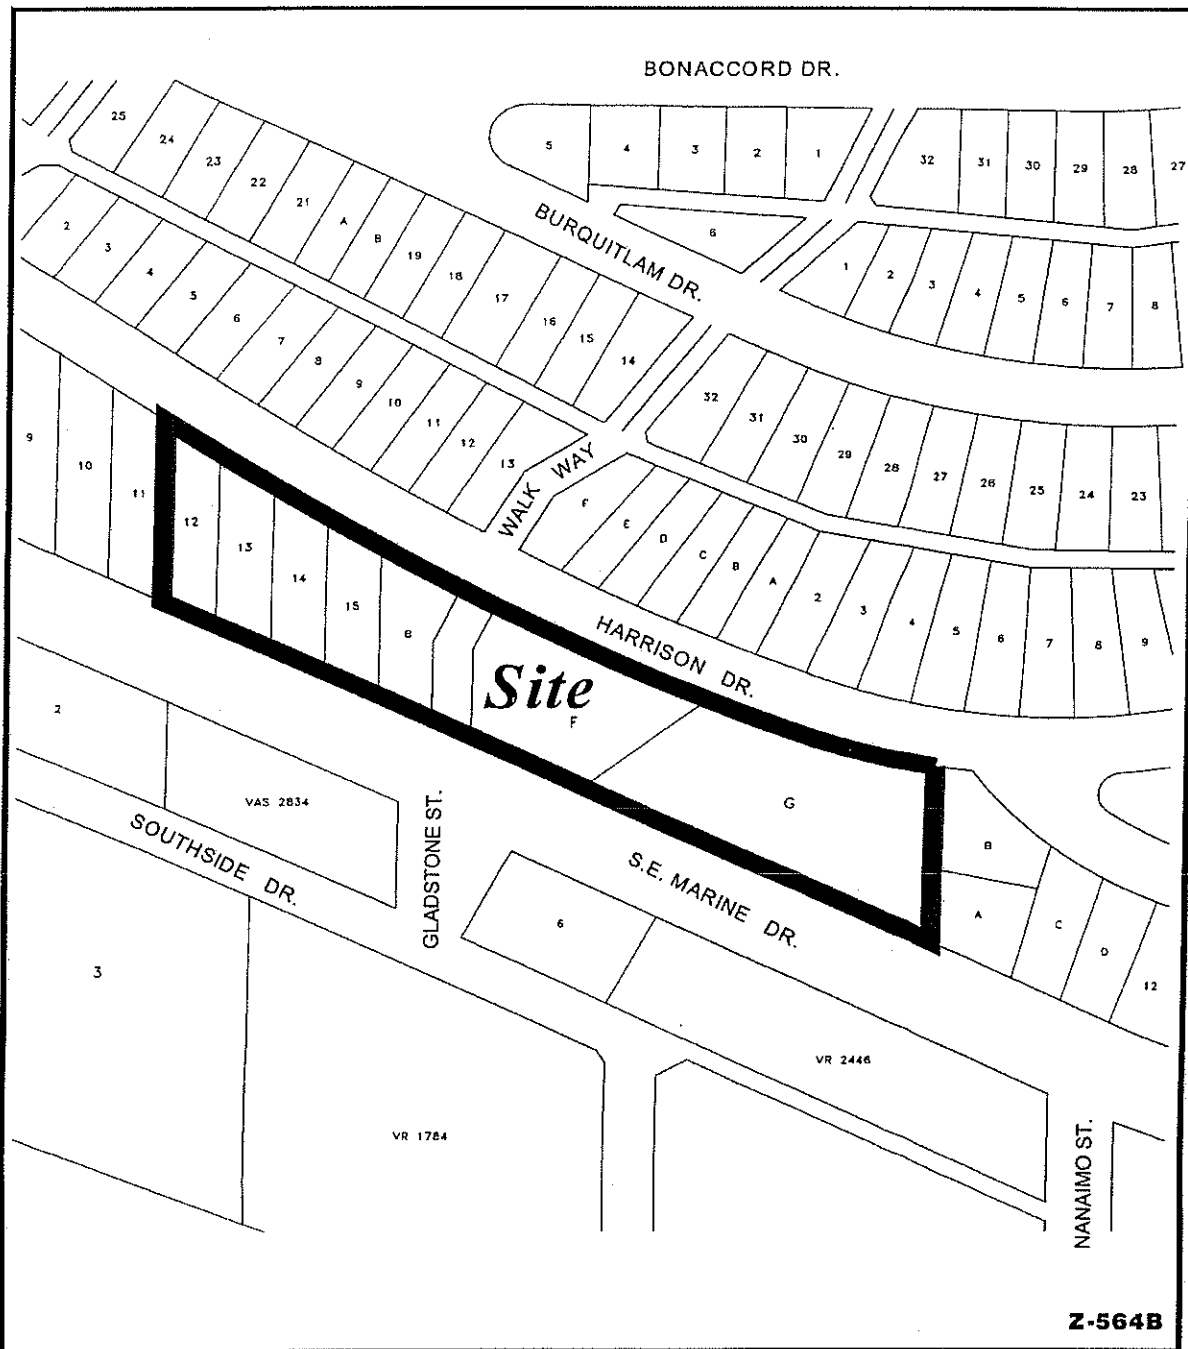 BONACCORD DR.
25 24 23 22 21 A B 19 18 17 16 15 14
5 4 3 2 1
32 31 30 29 28 27
6
BURQUITLAM DR.
1 2 3 4 5 6 7 8
2 3 4 5 6 7 8 9 10 11 12 13
WALK WAY
32 31 30 29 28 27 26 25 24 23
F E D C B A 2 3 4 5 6 7 8 9
HARRISON DR.
9 10 11 12 13 14 15 B
Site
F
G
B
A C D 12
S.E. MARINE DR.
2
VAS 2834
SOUTHSIDE DR.
GLADSTONE ST.
6
3
VR 2446
VR 1784
NANAIMO ST.
Z-564B